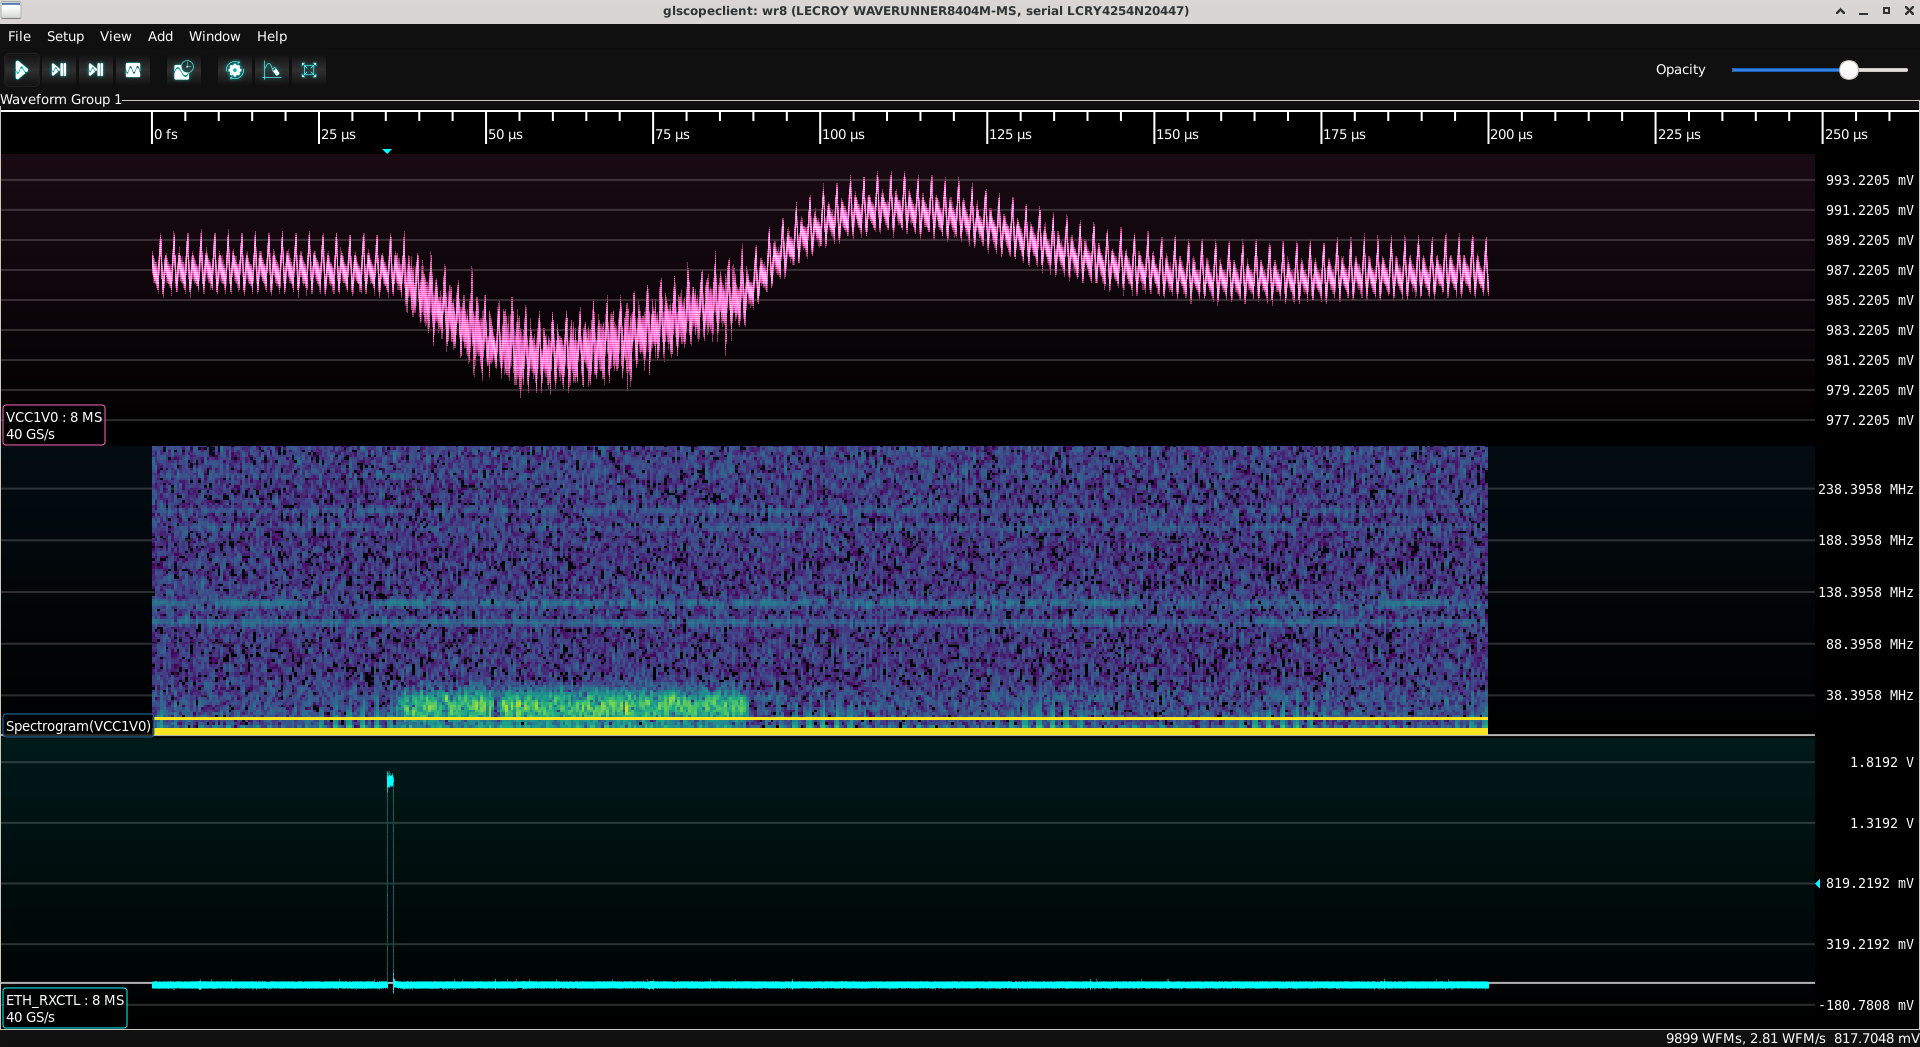 glscopeclient: wr8 (LECROY WAVERUNNER8404M-MS, serial LCRY4254N20447)
File Setup View Add Window Help
Opacity
Waveform Group 1
0 fs 25 µs 50 µs 75 µs 100 µs 125 µs 150 µs 175 µs 200 µs 225 µs 250 µs
993.2205 mV
991.2205 mV
989.2205 mV
987.2205 mV
985.2205 mV
983.2205 mV
981.2205 mV
979.2205 mV
977.2205 mV
VCC1V0 : 8 MS
40 GS/s
238.3958 MHz
188.3958 MHz
138.3958 MHz
88.3958 MHz
38.3958 MHz
Spectrogram(VCC1V0)
1.8192 V
1.3192 V
819.2192 mV
319.2192 mV
-180.7808 mV
ETH_RXCTL : 8 MS
40 GS/s
9899 WFMs, 2.81 WFM/s 817.7048 mV